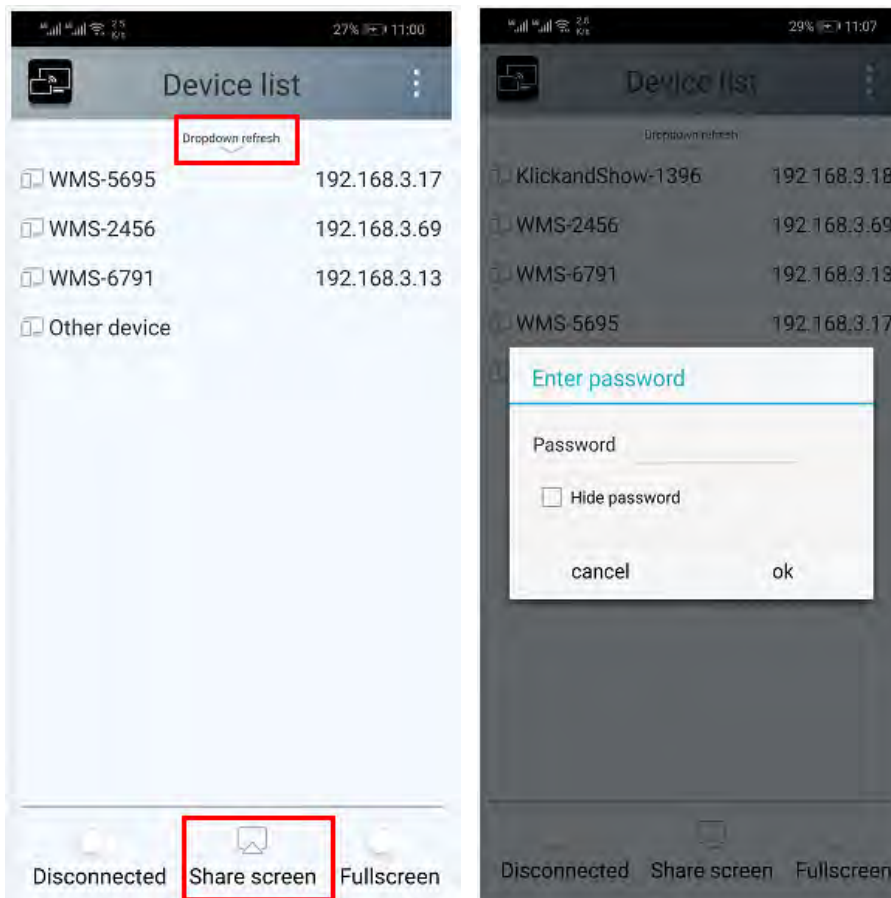 27% 11:00
Device list
Dropdown refresh
WMS-5695 192.168.3.17
WMS-2456 192.168.3.69
WMS-6791 192.168.3.13
Other device
Disconnected Share screen Fullscreen
29% 11:07
Device list
Dropdown refresh
KlickandShow-1396 192.168.3.18
WMS-2456 192.168.3.69
WMS-6791 192.168.3.13
WMS-5695 192.168.3.17
Enter password
Password
Hide password
cancel ok
Disconnected Share screen Fullscreen